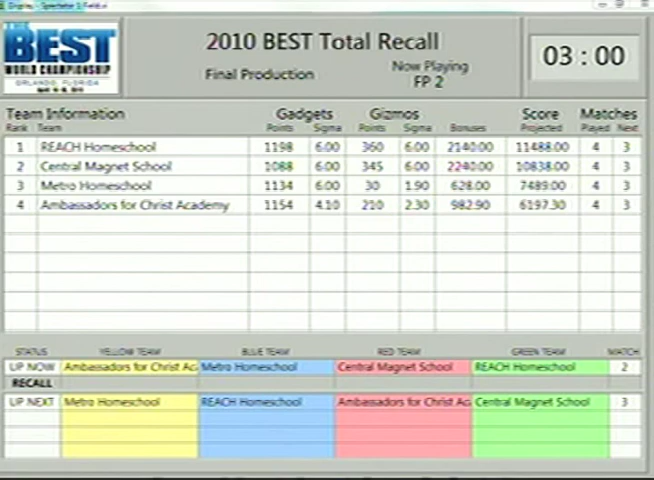 Display - Spectator 1 Field.vi
THE
BEST
WORLD CHAMPIONSHIP
ORLANDO, FLORIDA
2010 BEST Total Recall
Final Production
Now Playing
FP 2
03 : 00
Team Information Gadgets Gizmos Score Matches
Rank Team Points Sigma Points Sigma Bonuses Projected Played Next
1 REACH Homeschool 1198 6.00 360 6.00 2140.00 11488.00 4 3
2 Central Magnet School 1088 6.00 345 6.00 2240.00 10838.00 4 3
3 Metro Homeschool 1134 6.00 30 1.90 628.00 7489.00 4 3
4 Ambassadors for Christ Academy 1154 4.10 210 2.30 982.90 6197.30 4 3
STATUS YELLOW TEAM BLUE TEAM RED TEAM GREEN TEAM MATCH
UP NOW Ambassadors for Christ Ac Metro Homeschool Central Magnet School REACH Homeschool 2
RECALL
UP NEXT Metro Homeschool REACH Homeschool Ambassadors for Christ Ac Central Magnet School 3